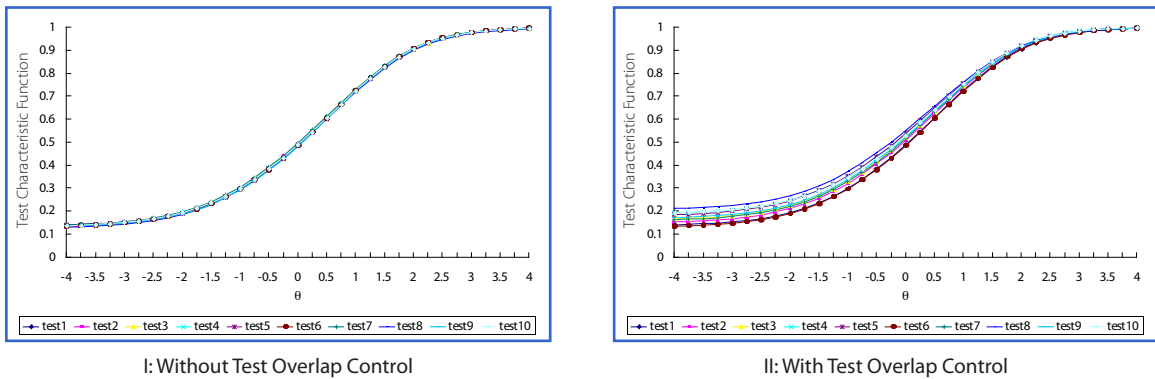 Test Characteristic Function
1
0.9
0.8
0.7
0.6
0.5
0.4
0.3
0.2
0.1
0
-4 -3.5 -3 -2.5 -2 -1.5 -1 -0.5 0 0.5 1 1.5 2 2.5 3 3.5 4
θ
test1 test2 test3 test4 test5 test6 test7 test8 test9 test10
I: Without Test Overlap Control
Test Characteristic Function
1
0.9
0.8
0.7
0.6
0.5
0.4
0.3
0.2
0.1
0
-4 -3.5 -3 -2.5 -2 -1.5 -1 -0.5 0 0.5 1 1.5 2 2.5 3 3.5 4
θ
test1 test2 test3 test4 test5 test6 test7 test8 test9 test10
II: With Test Overlap Control